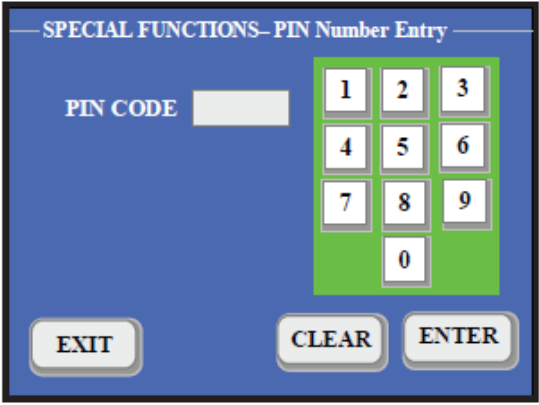 SPECIAL FUNCTIONS– PIN Number Entry
PIN CODE
1 2 3
4 5 6
7 8 9
0
EXIT CLEAR ENTER